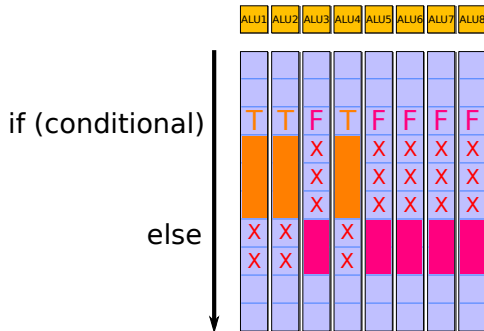 ALU1 ALU2 ALU3 ALU4 ALU5 ALU6 ALU7 ALU8
if (conditional) T T F T F F F F
X X X X X
X X X X X
X X X X X
else X X X
X X X